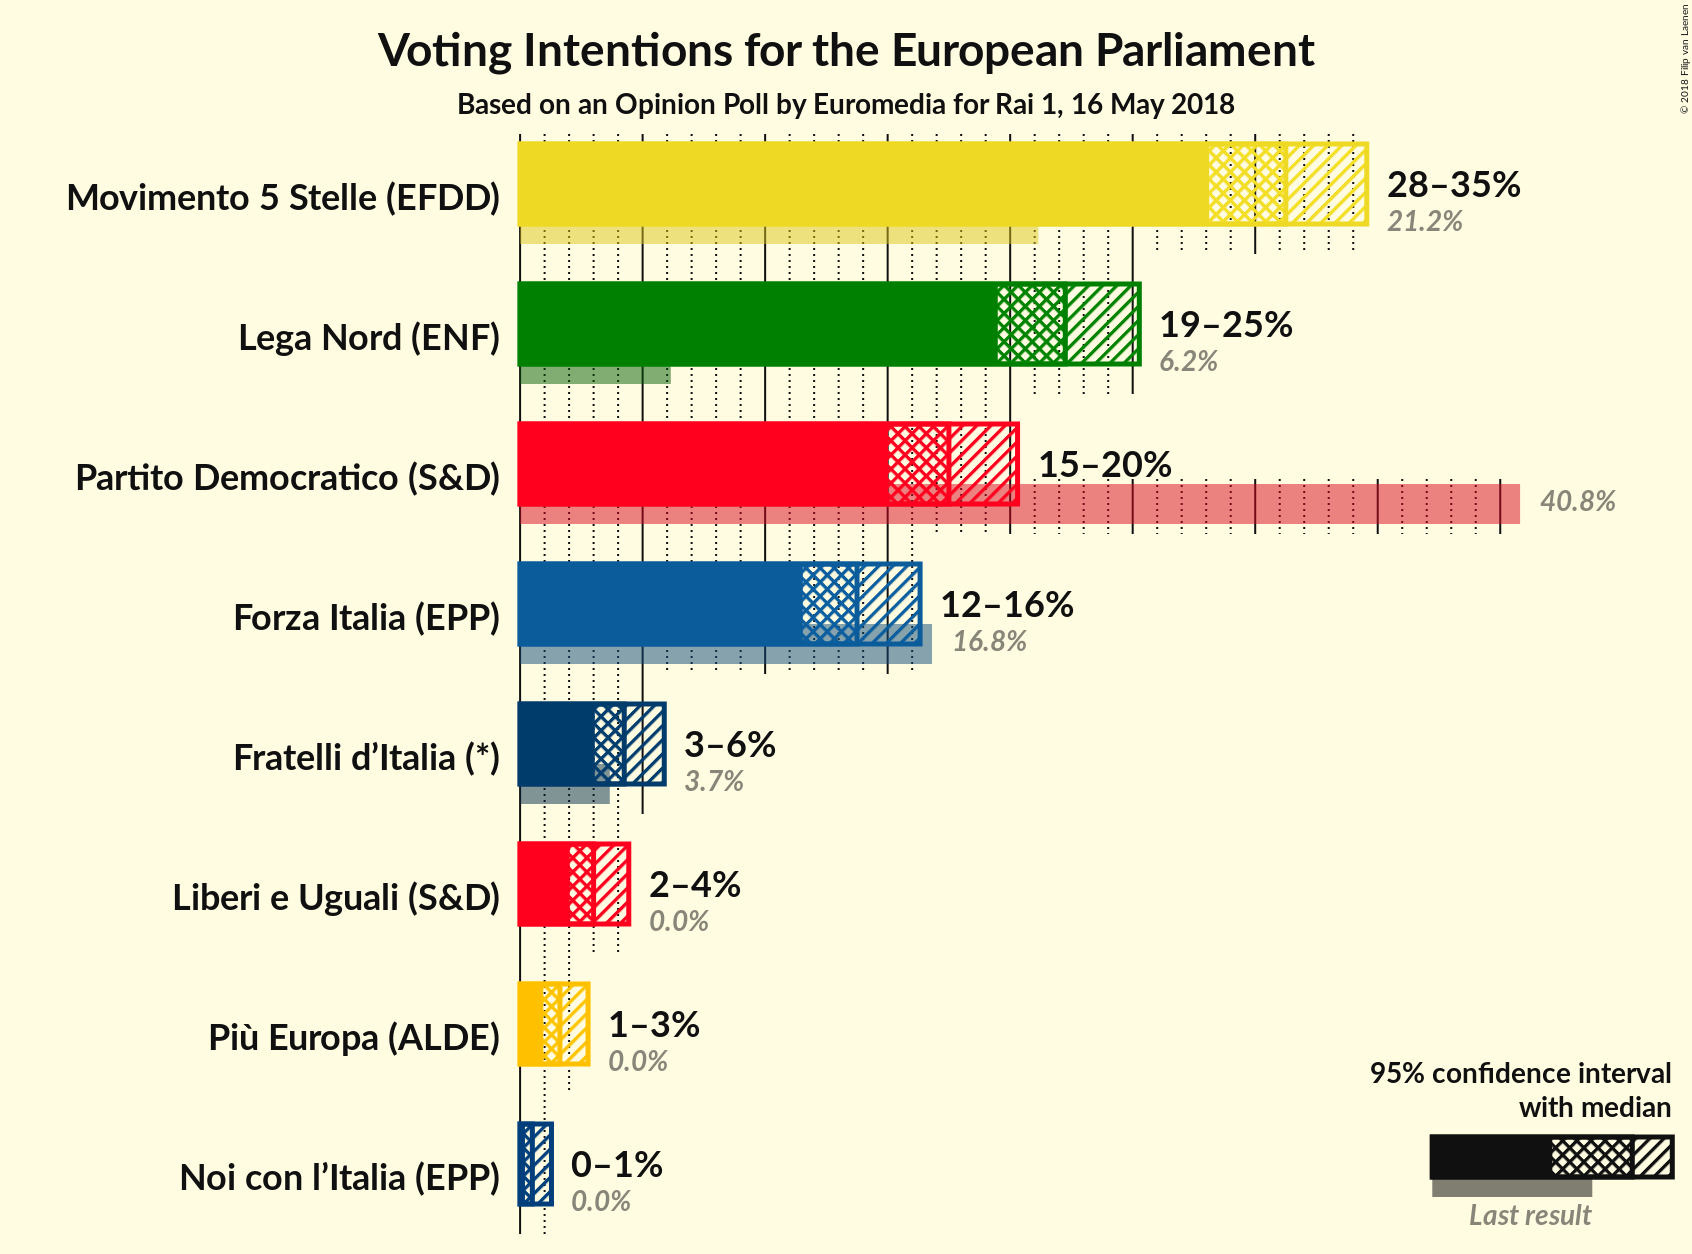 Voting Intentions for the European Parliament
Based on an Opinion Poll by Euromedia for Rai 1, 16 May 2018
© 2018 Filip van Laenen
Movimento 5 Stelle (EFDD)
28–35%
21.2%
Lega Nord (ENF)
19–25%
6.2%
Partito Democratico (S&D)
15–20%
40.8%
Forza Italia (EPP)
12–16%
16.8%
Fratelli d’Italia (*)
3–6%
3.7%
Liberi e Uguali (S&D)
2–4%
0.0%
Più Europa (ALDE)
1–3%
0.0%
Noi con l’Italia (EPP)
0–1%
0.0%
95% confidence interval
with median
Last result